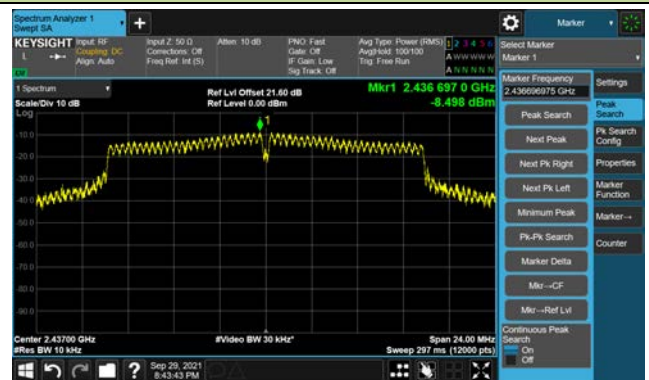 Spectrum Analyzer 1
Swept SA
+
Marker
KEYSIGHT
Input: RF
Coupling: DC
Align: Auto
Input Z: 50 Ω
Corrections: Off
Freq Ref: Int (S)
Atten: 10 dB
PNO: Fast
Gate: Off
IF Gain: Low
Sig Track: Off
Avg Type: Power (RMS)
Avg|Hold: 100/100
Trig: Free Run
1 2 3 4 5 6
A W W W W W
A N N N N N
L
Select Marker
Marker 1
Marker Frequency
2.436696975 GHz
Settings
Peak Search
Peak Search
Next Peak
Pk Search Config
Next Pk Right
Properties
Next Pk Left
Marker Function
Minimum Peak
Marker→
Pk-Pk Search
Counter
Marker Delta
Mkr→CF
Mkr→Ref Lvl
Continuous Peak Search
On
Off
1 Spectrum
Scale/Div 10 dB
Log
Ref Lvl Offset 21.60 dB
Ref Level 0.00 dBm
Mkr1 2.436 697 0 GHz
-8.498 dBm
1
-10.0
-20.0
-30.0
-40.0
-50.0
-60.0
-70.0
-80.0
-90.0
Center 2.43700 GHz
#Res BW 10 kHz
#Video BW 30 kHz*
Span 24.00 MHz
Sweep 297 ms (12000 pts)
?
Sep 29, 2021
8:43:43 PM